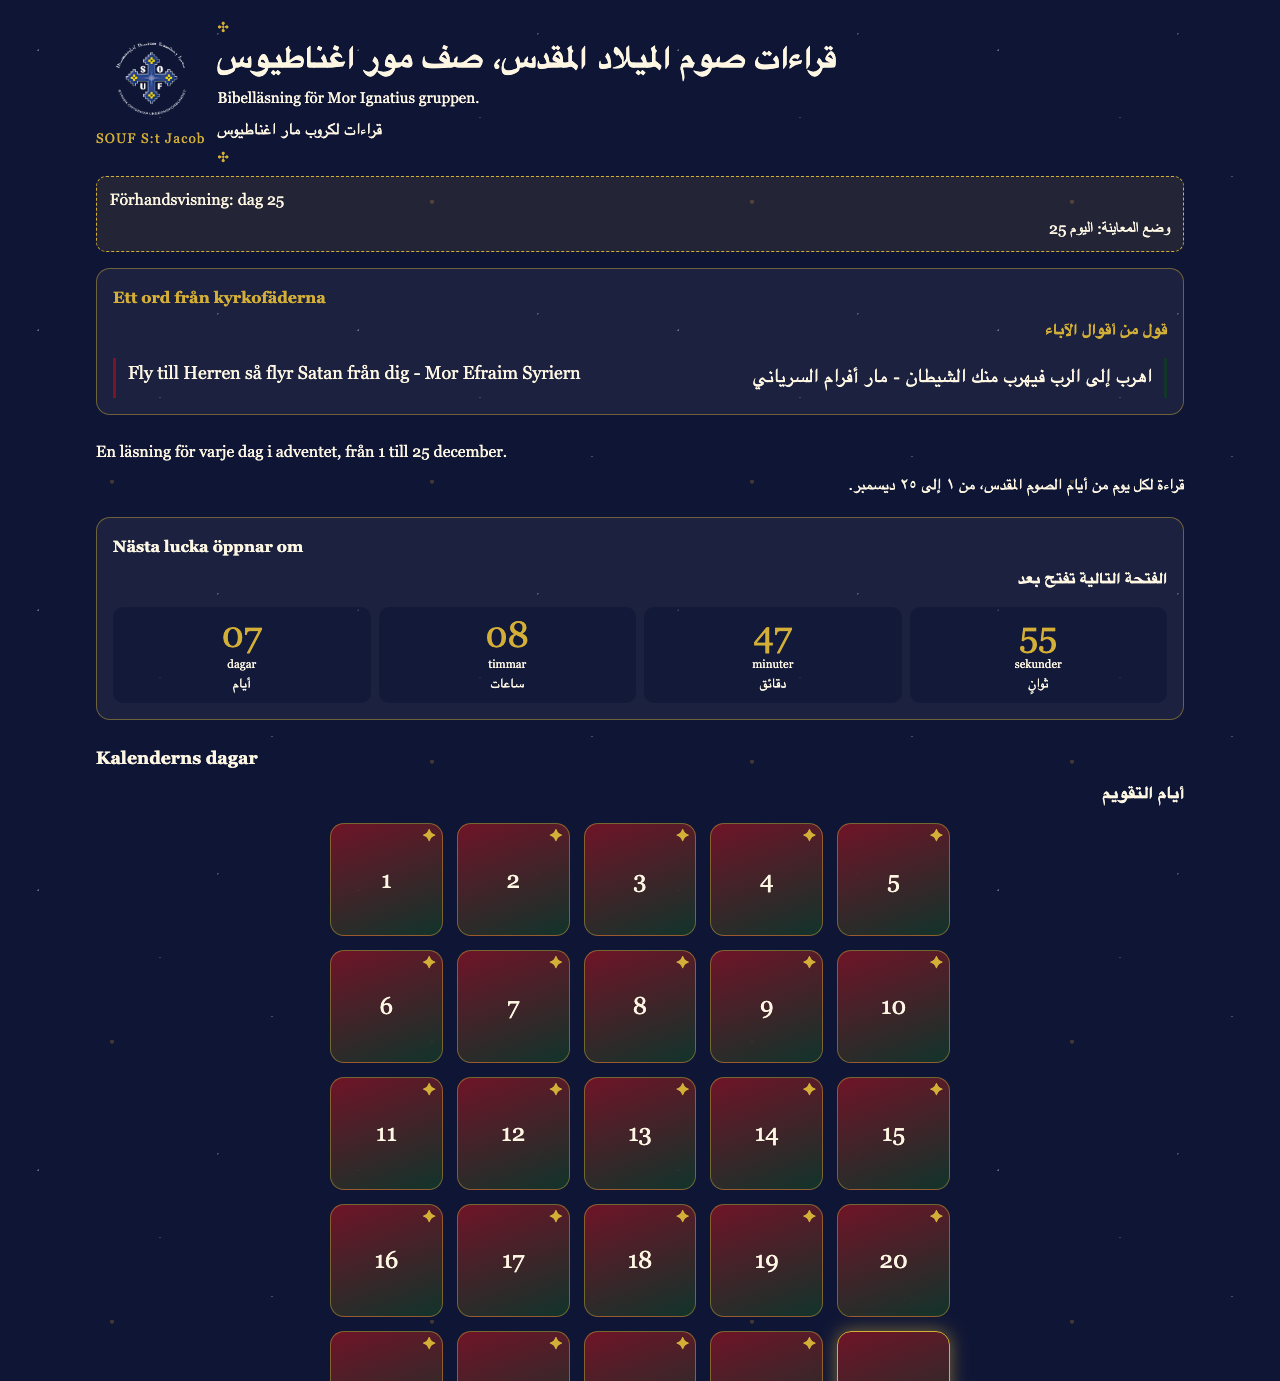 قراءات صوم الميلاد المقدس، صف مور اغناطيوس
Bibelläsning för Mor Ignatius gruppen.
قراءات لكروب مار اغناطيوس
S O
U F
SOUF S:t Jacob
Förhandsvisning: dag 25
وضع المعاينة: اليوم 25
Ett ord från kyrkofäderna
قول من أقوال الآباء
Fly till Herren så flyr Satan från dig - Mor Efraim Syriern
اهرب إلى الرب فيهرب منك الشيطان - مار أفرام السرياني
En läsning för varje dag i adventet, från 1 till 25 december.
قراءة لكل يوم من أيام الصوم المقدس، من ١ إلى ٢٥ ديسمبر.
Nästa lucka öppnar om
الفتحة التالية تفتح بعد
07 08 47 55
dagar timmar minuter sekunder
أيام ساعات دقائق ثوانٍ
Kalenderns dagar
أيام التقويم
1 2 3 4 5
6 7 8 9 10
11 12 13 14 15
16 17 18 19 20